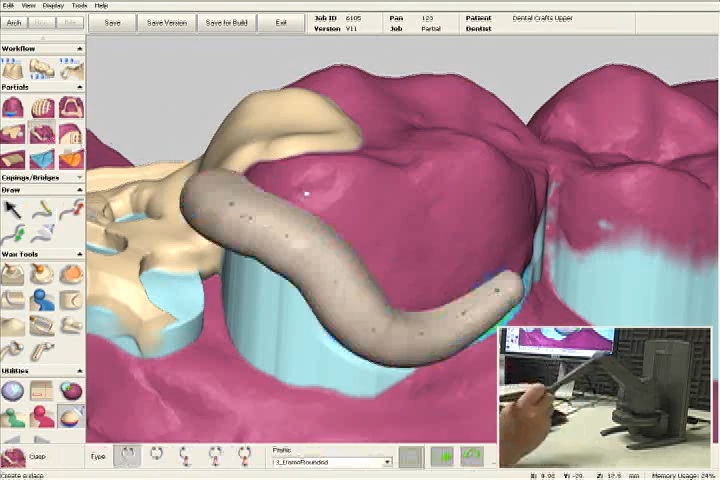 Edit View Display Tools Help
Arch
Save Save Version Save for Build Exit
Job ID 6105 Pan 123 Patient Dental Crafts Upper
Version V11 Job Partial Dentist
Workflow
Partials
Copings/Bridges
Draw
Wax Tools
Utilities
Clasp
Type
Profile
Create a clasp
Memory Usage: 24%